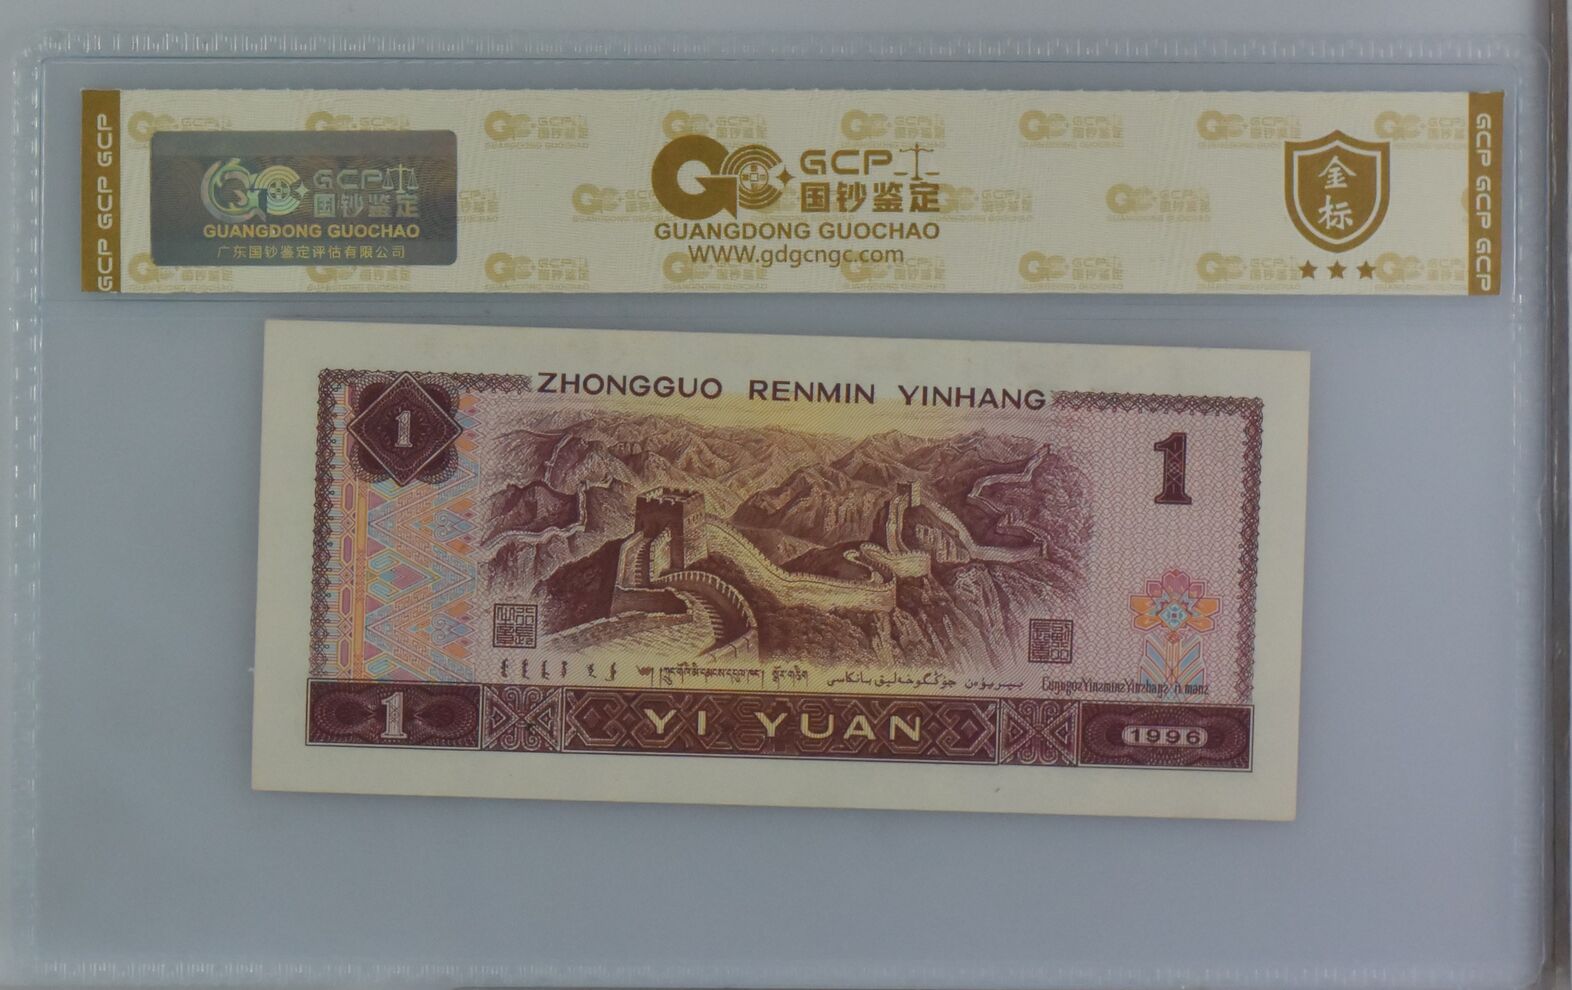 GCP GCP GCP
GCP 国钞鉴定
GUANGDONG GUOCHAO
广东国钞鉴定评估有限公司
GCP
国钞鉴定
GUANGDONG GUOCHAO
WWW.gdgcngc.com
金标
GCP GCP GCP
ZHONGGUO RENMIN YINHANG
1
1
1
YI YUAN
1996